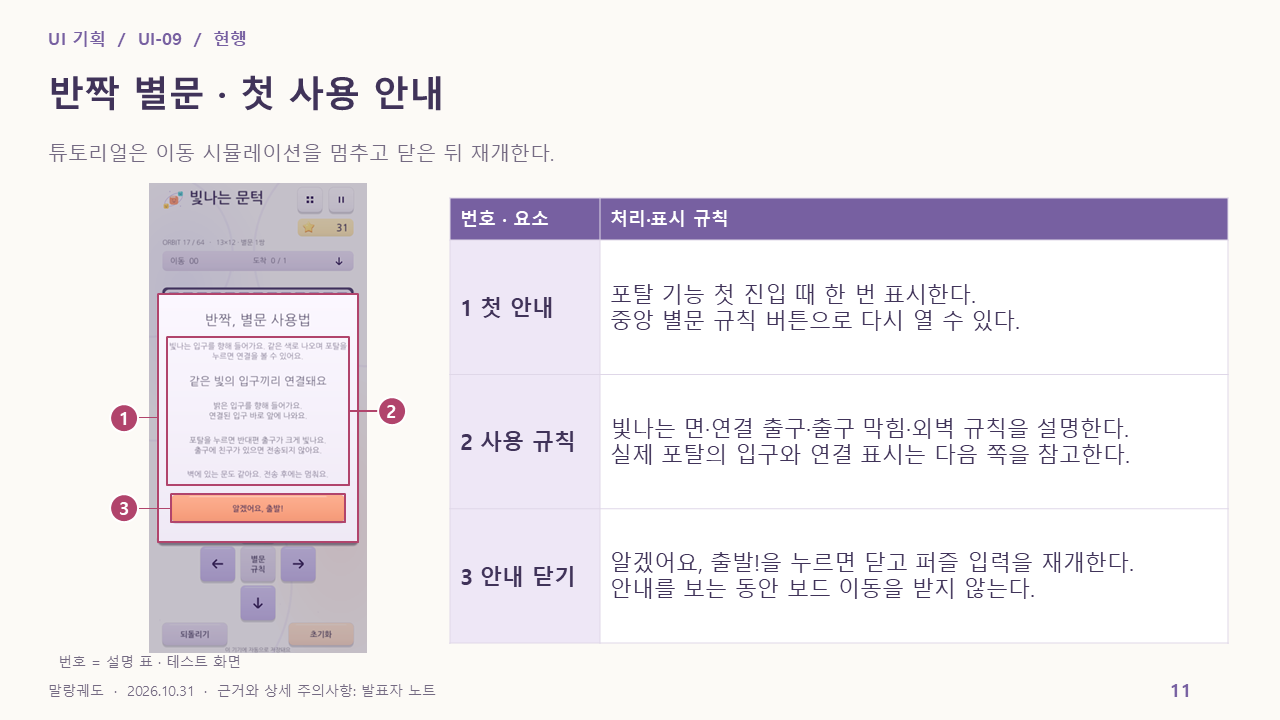 UI 기획 / UI-09 / 현행
반짝 별문 · 첫 사용 안내
튜토리얼은 이동 시뮬레이션을 멈추고 닫은 뒤 재개한다.
빛나는 문턱
31
ORBIT 17 / 64 · 13×12 · 별문 1쌍
이동 00 도착 0 / 1 ↓
반짝, 별문 사용법
빛나는 입구를 향해 들어가요. 같은 색로 나오며 포탈을
누르면 연결을 볼 수 있어요.
같은 빛의 입구끼리 연결돼요
밝은 입구를 향해 들어가요.
연결된 입구 바로 앞에 나와요.
포탈을 누르면 반대편 출구가 크게 빛나요.
출구에 친구가 있으면 전송되지 않아요.
벽에 있는 문도 같아요. 전송 후에는 멈춰요.
알겠어요, 출발!
1
2
3
← 별문 →
규칙
↓
되돌리기 초기화
번호 = 설명 표 · 테스트 화면
번호 · 요소 처리·표시 규칙
1 첫 안내
포탈 기능 첫 진입 때 한 번 표시한다.
중앙 별문 규칙 버튼으로 다시 열 수 있다.
2 사용 규칙
빛나는 면·연결 출구·출구 막힘·외벽 규칙을 설명한다.
실제 포탈의 입구와 연결 표시는 다음 쪽을 참고한다.
3 안내 닫기
알겠어요, 출발!을 누르면 닫고 퍼즐 입력을 재개한다.
안내를 보는 동안 보드 이동을 받지 않는다.
말랑궤도 · 2026.10.31 · 근거와 상세 주의사항: 발표자 노트
11